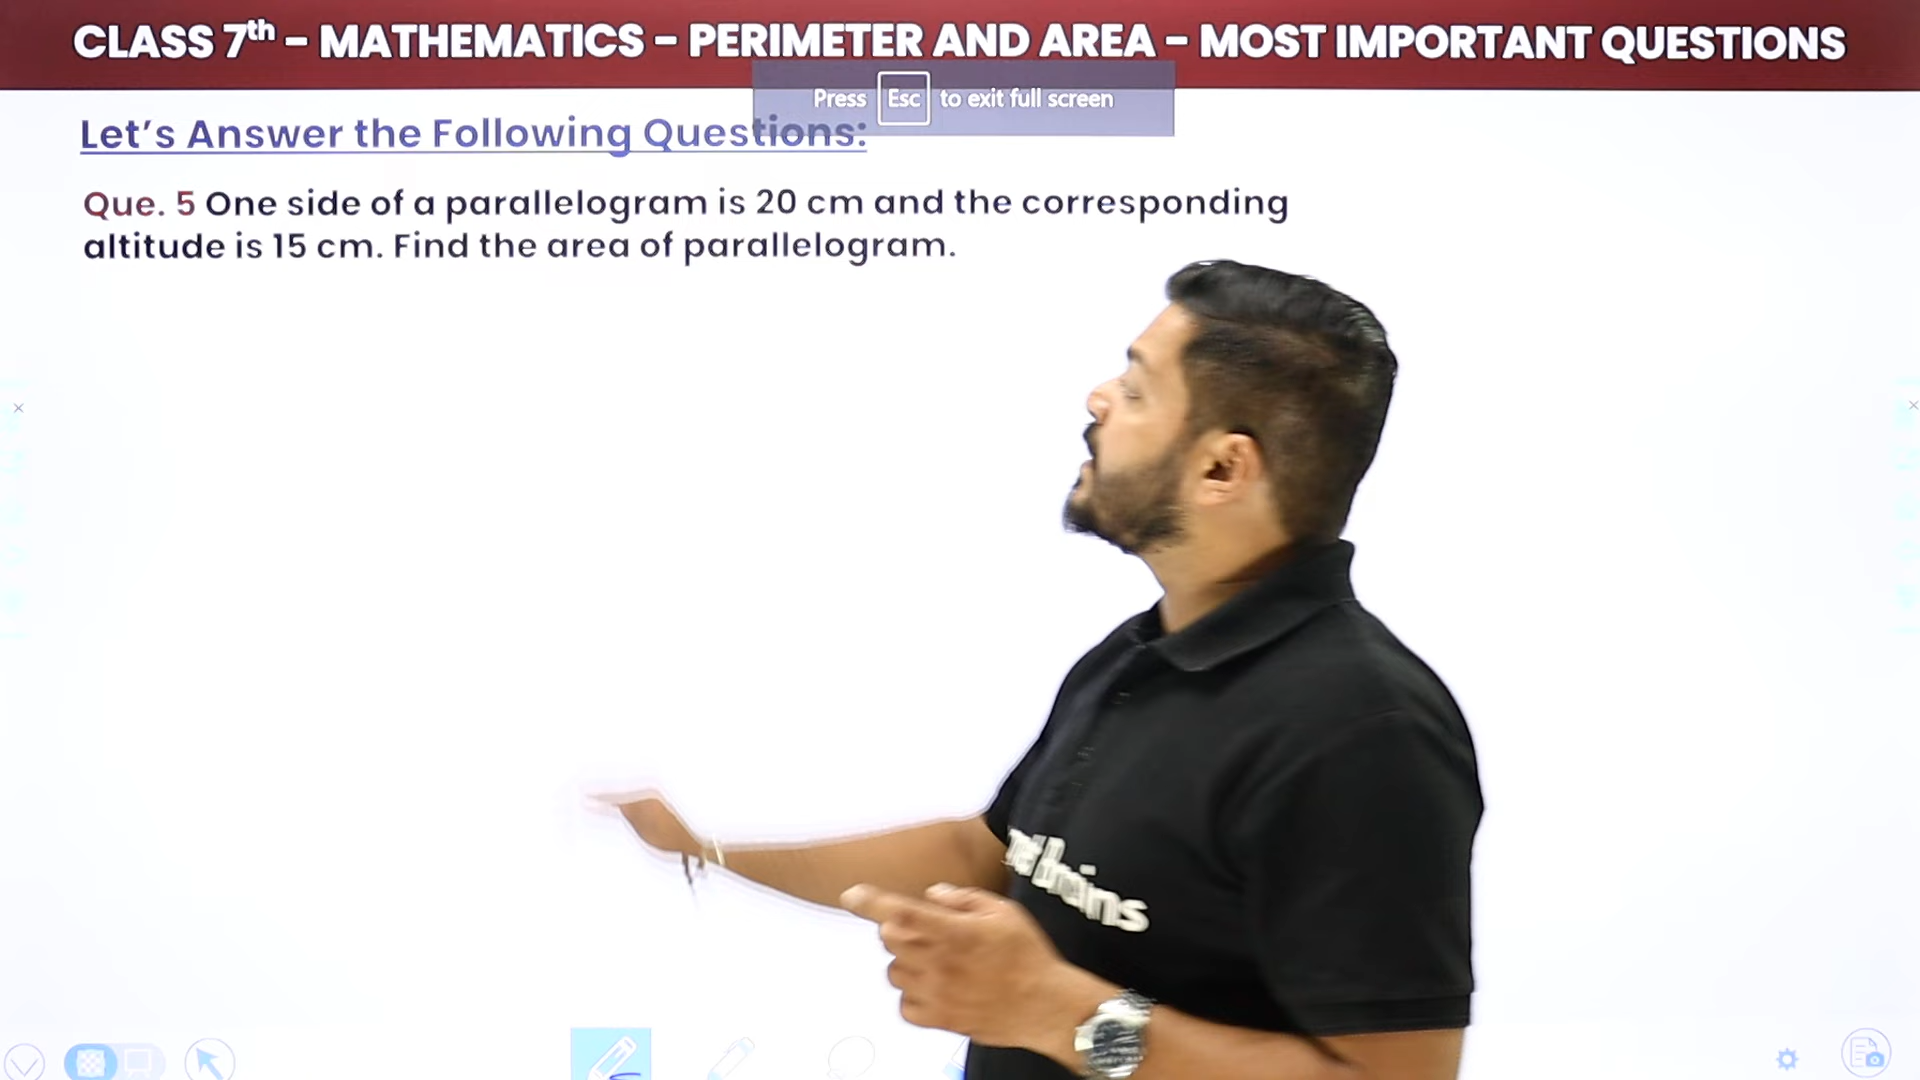 CLASS 7th - MATHEMATICS - PERIMETER AND AREA - MOST IMPORTANT QUESTIONS
Press Esc to exit full screen
Let's Answer the Following Questions:
Que. 5 One side of a parallelogram is 20 cm and the corresponding
altitude is 15 cm. Find the area of parallelogram.
brains